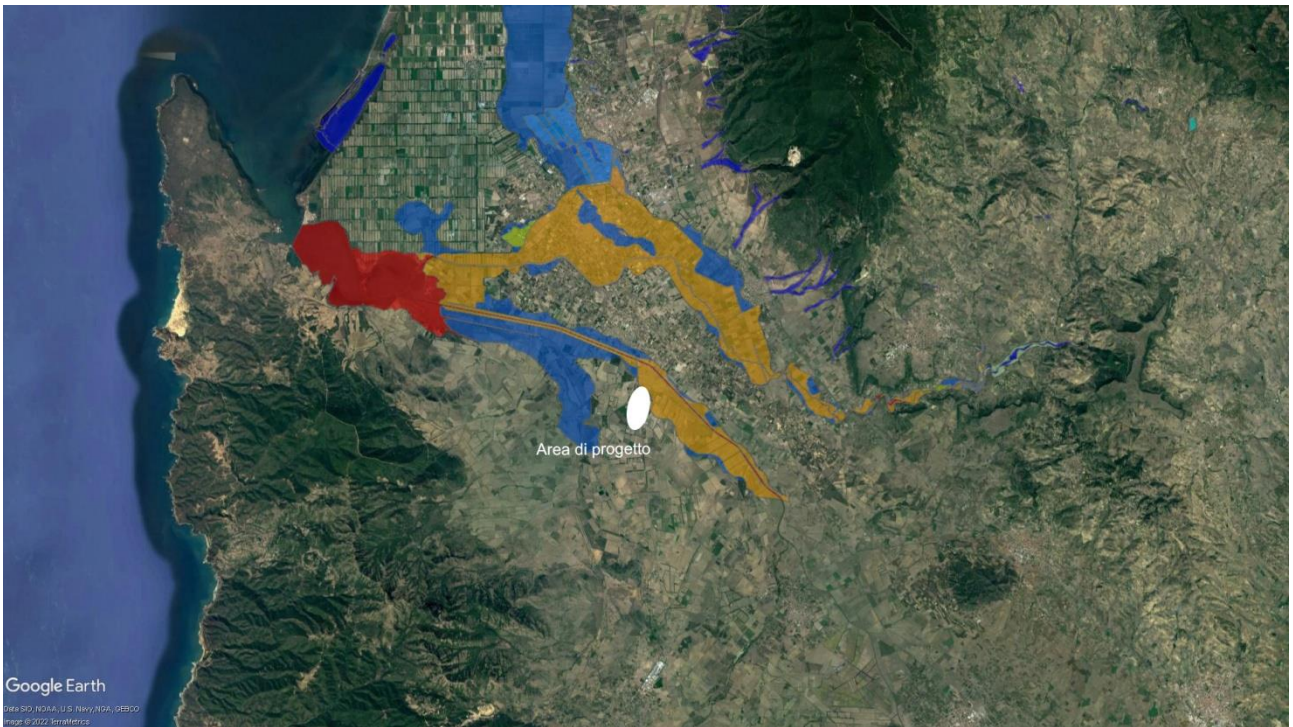 Area di progetto
Google Earth
Data SIO, NOAA, U.S. Navy, NGA, GEBCO
Image © 2022 TerraMetrics